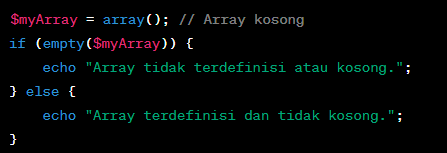 $myArray = array(); // Array kosong
if (empty($myArray)) {
    echo "Array tidak terdefinisi atau kosong.";
} else {
    echo "Array terdefinisi dan tidak kosong.";
}